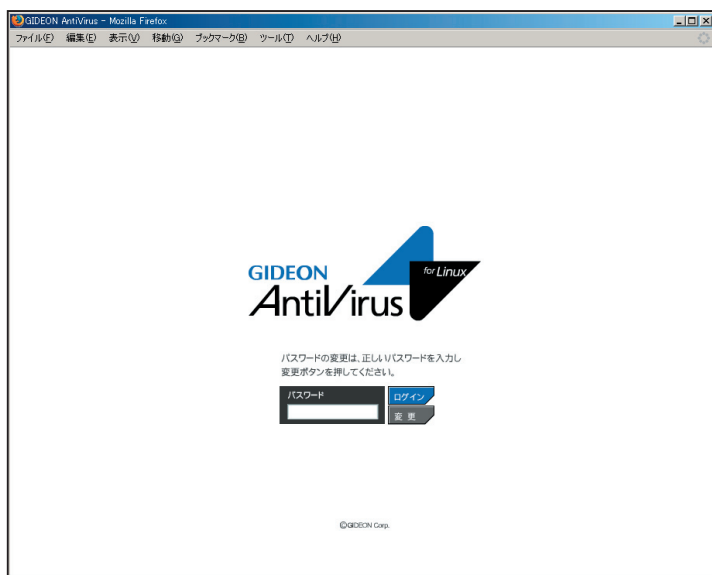 GIDEON AntiVirus - Mozilla Firefox
ファイル(F) 編集(E) 表示(V) 移動(G) ブックマーク(B) ツール(T) ヘルプ(H)
GIDEON
AntiVirus
for Linux
パスワードの変更は、正しいパスワードを入力し
変更ボタンを押してください。
パスワード
ログイン
変 更
©GIDEON Corp.